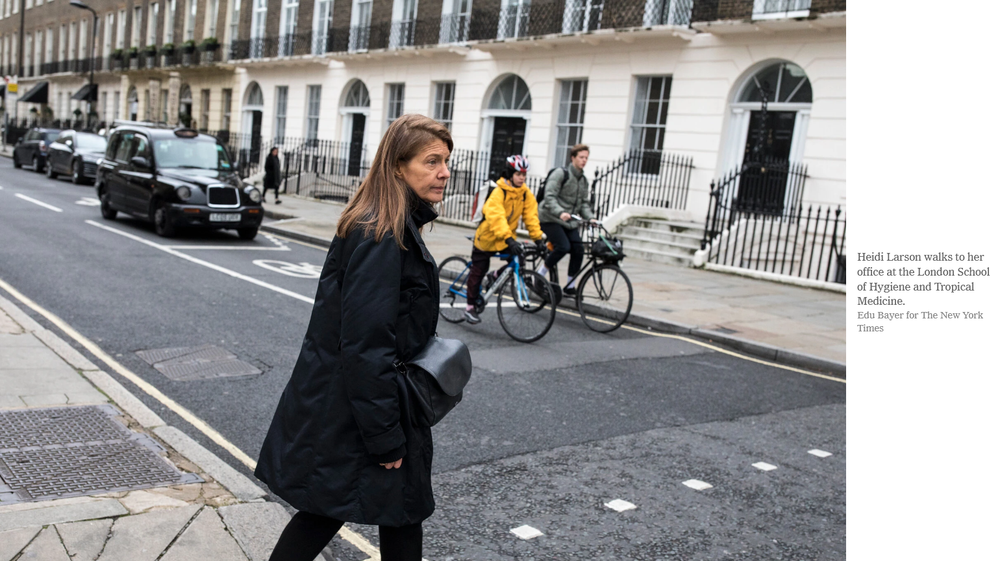 Heidi Larson walks to her
office at the London School
of Hygiene and Tropical
Medicine.
Edu Bayer for The New York
Times